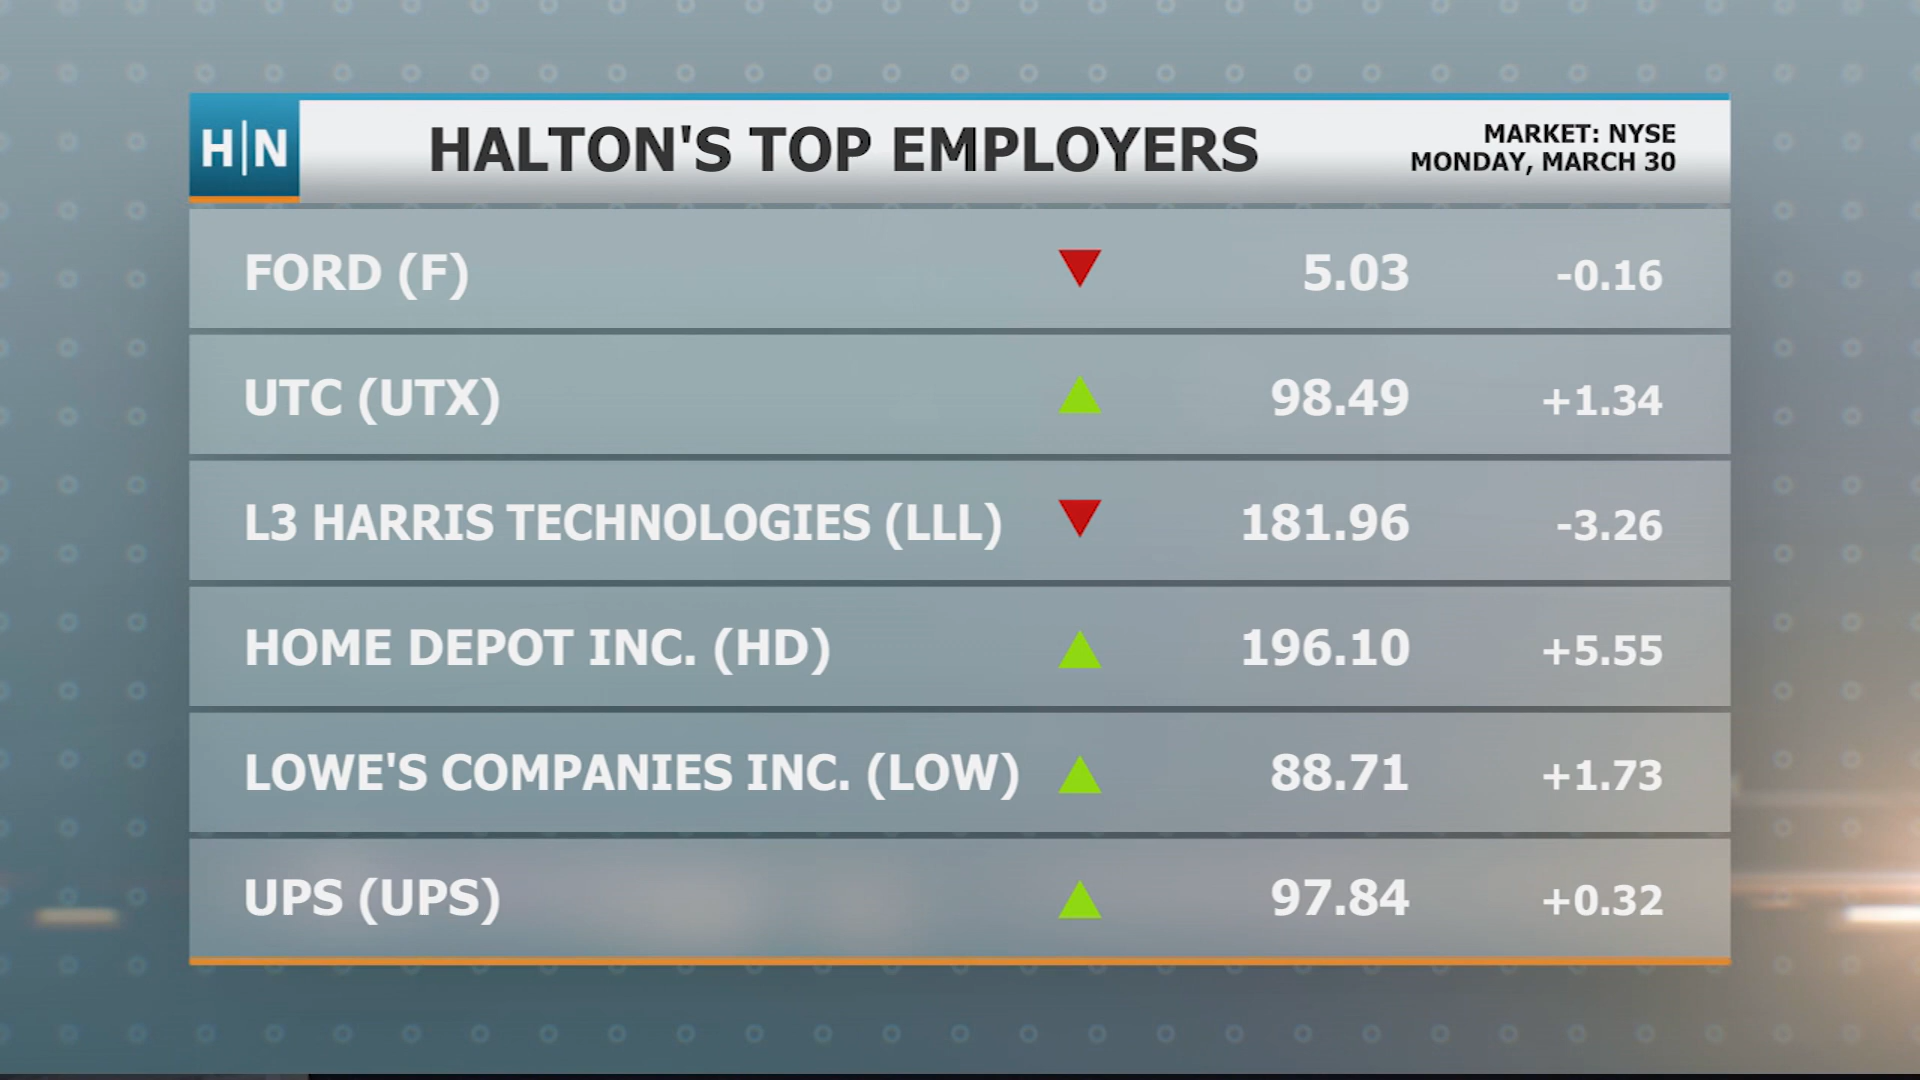 H|N
HALTON'S TOP EMPLOYERS
MARKET: NYSE
MONDAY, MARCH 30
FORD (F) 5.03 -0.16
UTC (UTX) 98.49 +1.34
L3 HARRIS TECHNOLOGIES (LLL) 181.96 -3.26
HOME DEPOT INC. (HD) 196.10 +5.55
LOWE'S COMPANIES INC. (LOW) 88.71 +1.73
UPS (UPS) 97.84 +0.32